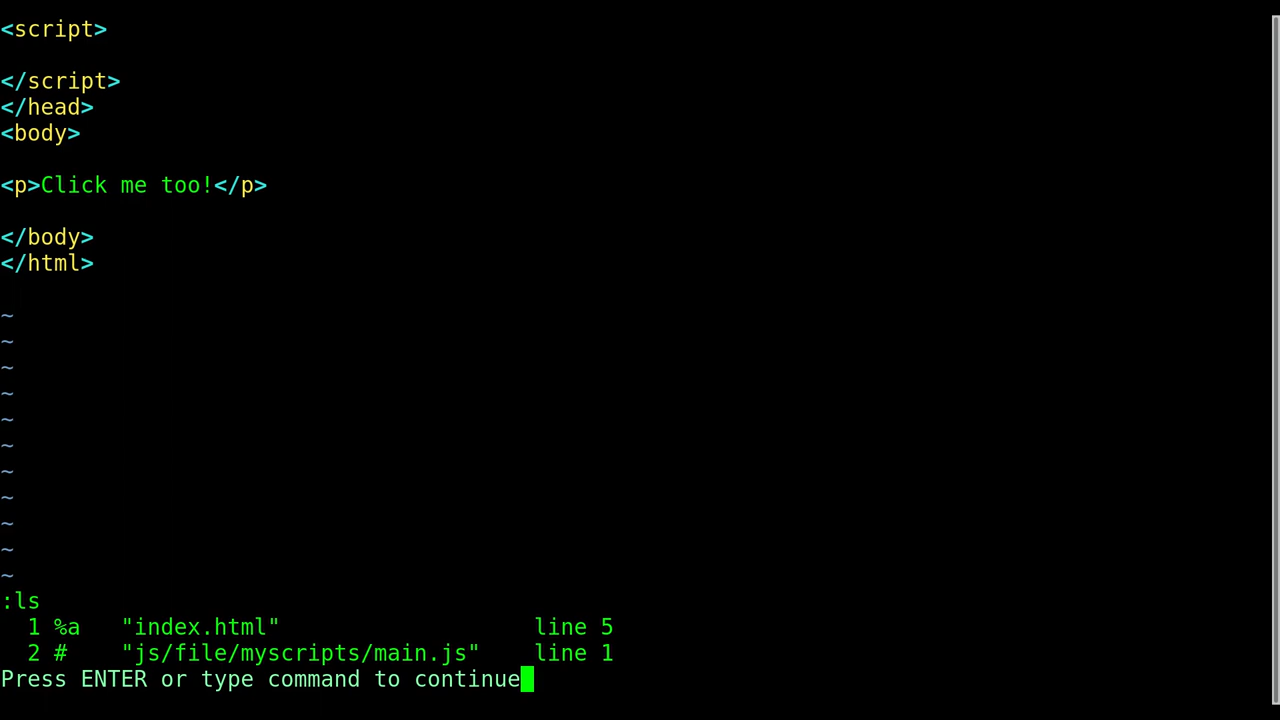 <script>

</script>
</head>
<body>

<p>Click me too!</p>

</body>
</html>

~
~
~
~
~
~
~
~
~
~
~
:ls
  1 %a   "index.html"                   line 5
  2 #    "js/file/myscripts/main.js"    line 1
Press ENTER or type command to continue